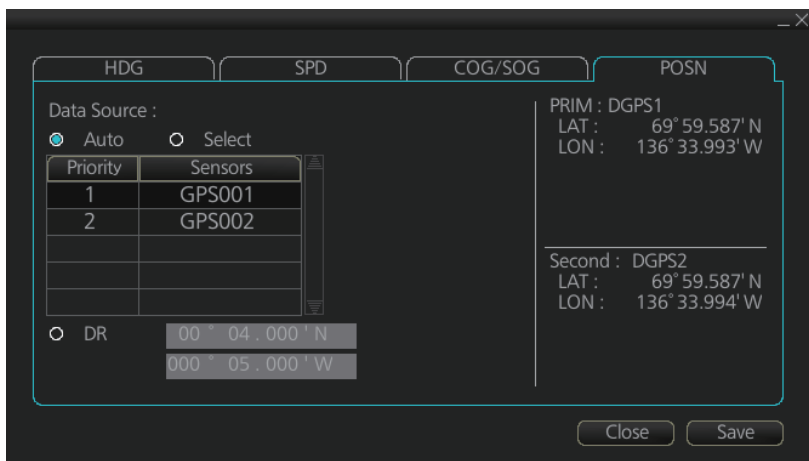 HDG SPD COG/SOG POSN
Data Source :
Auto Select
Priority Sensors
1 GPS001
2 GPS002
DR 00 ° 04 . 000 ' N
000 ° 05 . 000 ' W
PRIM : DGPS1
LAT : 69° 59.587' N
LON : 136° 33.993' W
Second : DGPS2
LAT : 69° 59.587' N
LON : 136° 33.994' W
Close Save